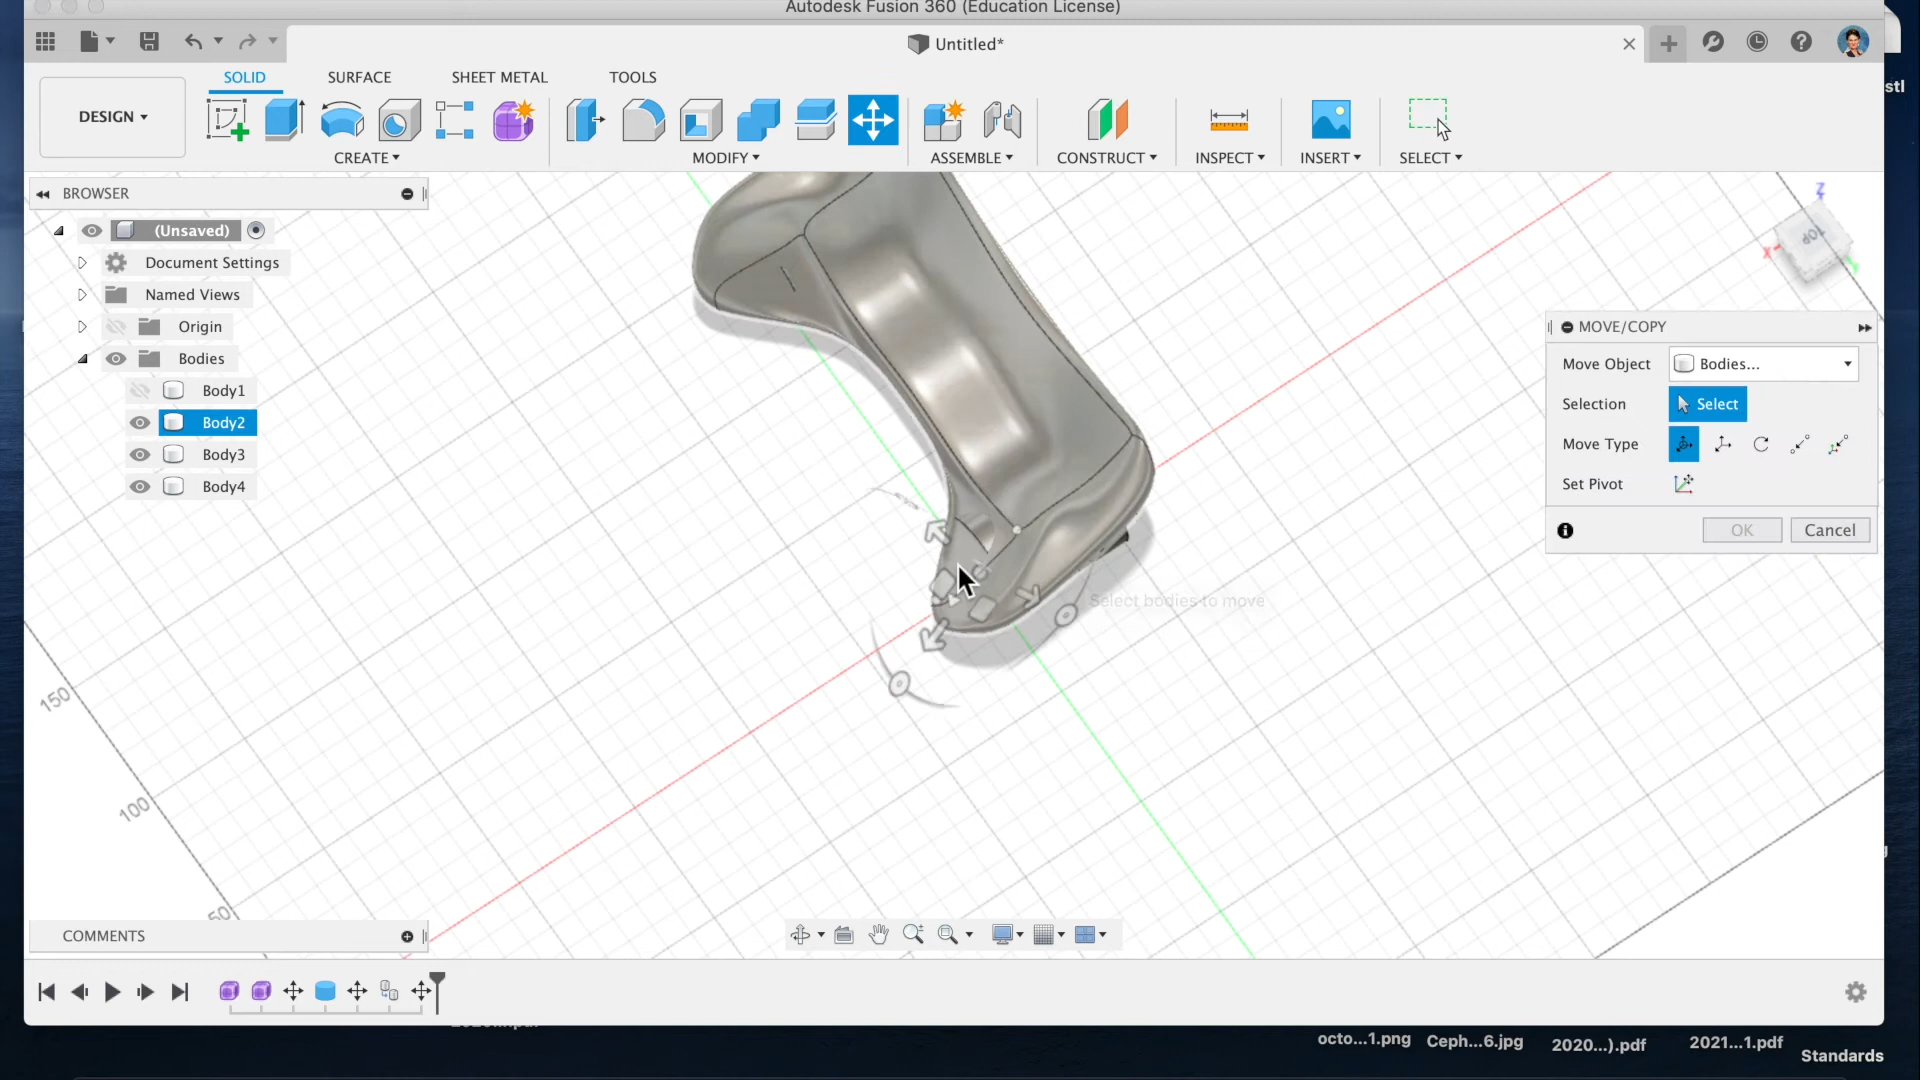 Autodesk Fusion 360 (Education License)
Untitled*
stl
SOLID SURFACE SHEET METAL TOOLS
DESIGN
CREATE MODIFY ASSEMBLE CONSTRUCT INSPECT INSERT SELECT
BROWSER
(Unsaved)
Document Settings
Named Views
Origin
Bodies
Body1
Body2
Body3
Body4
Z
TOP
X
Y
MOVE/COPY
Move Object Bodies...
Selection Select
Move Type
Set Pivot
OK Cancel
Select bodies to move
150
100
50
COMMENTS
octo...1.png Ceph...6.jpg 2020...).pdf 2021...1.pdf
Standards